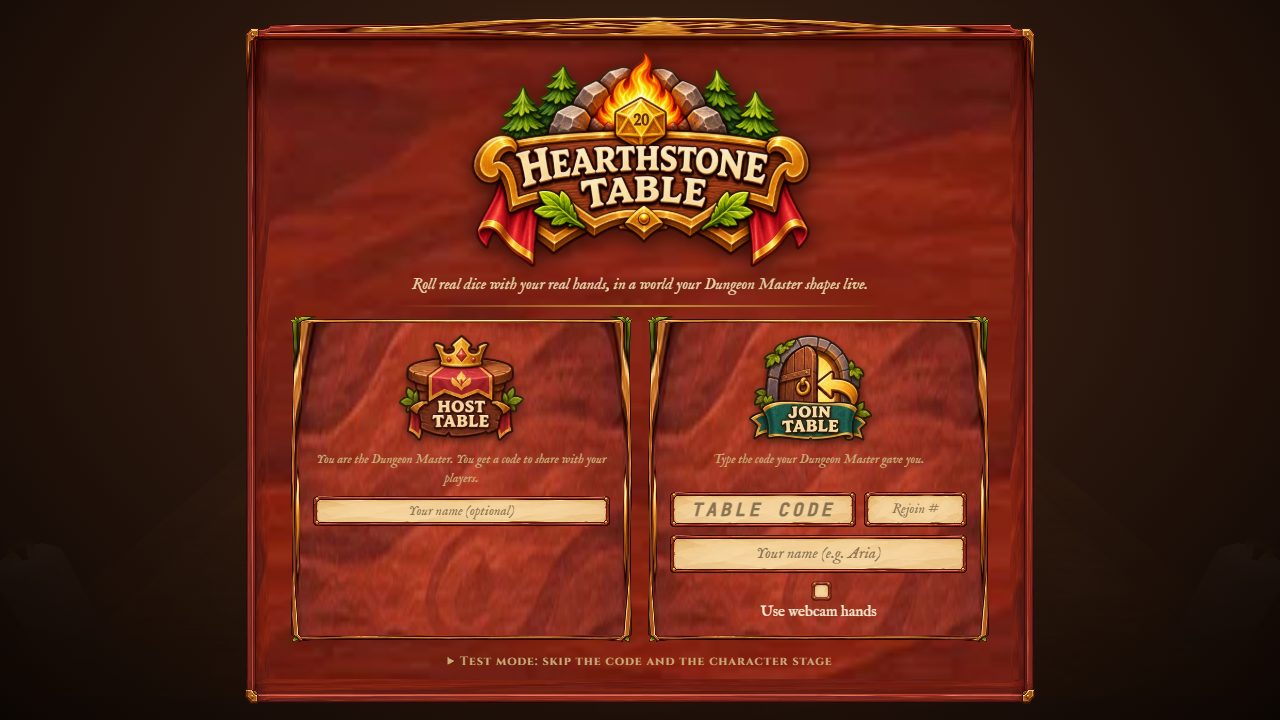 20
HEARTHSTONE
TABLE
Roll real dice with your real hands, in a world your Dungeon Master shapes live.
HOST
TABLE
You are the Dungeon Master. You get a code to share with your
players.
Your name (optional)
JOIN
TABLE
Type the code your Dungeon Master gave you.
TABLE CODE
Rejoin #
Your name (e.g. Aria)
Use webcam hands
▸ Test mode: skip the code and the character stage